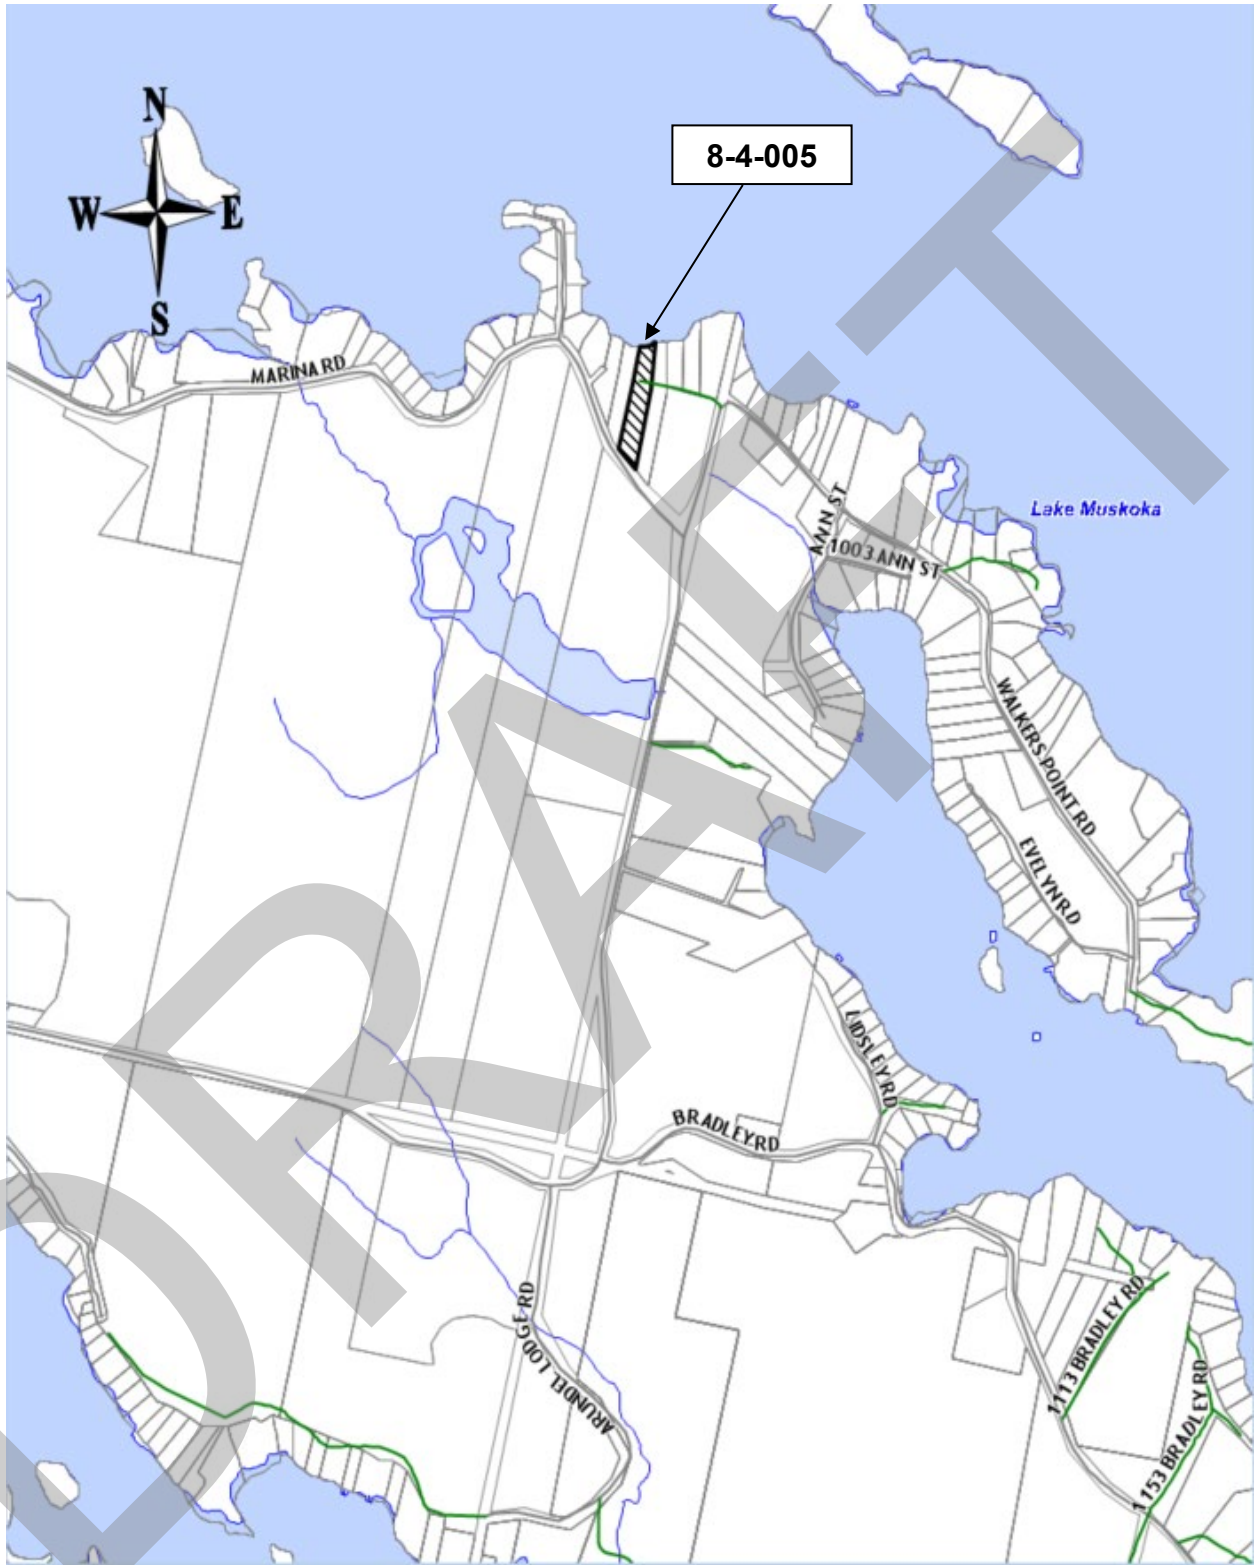 N
8-4-005
W
E
S
MARINA RD
Lake Muskoka
ANN ST
1003 ANN ST
WALKERS POINT RD
EVELYN RD
LIDSLEY RD
BRADLEY RD
ARUNDEL LODGE RD
1113 BRADLEY RD
1153 BRADLEY RD
DRAFT